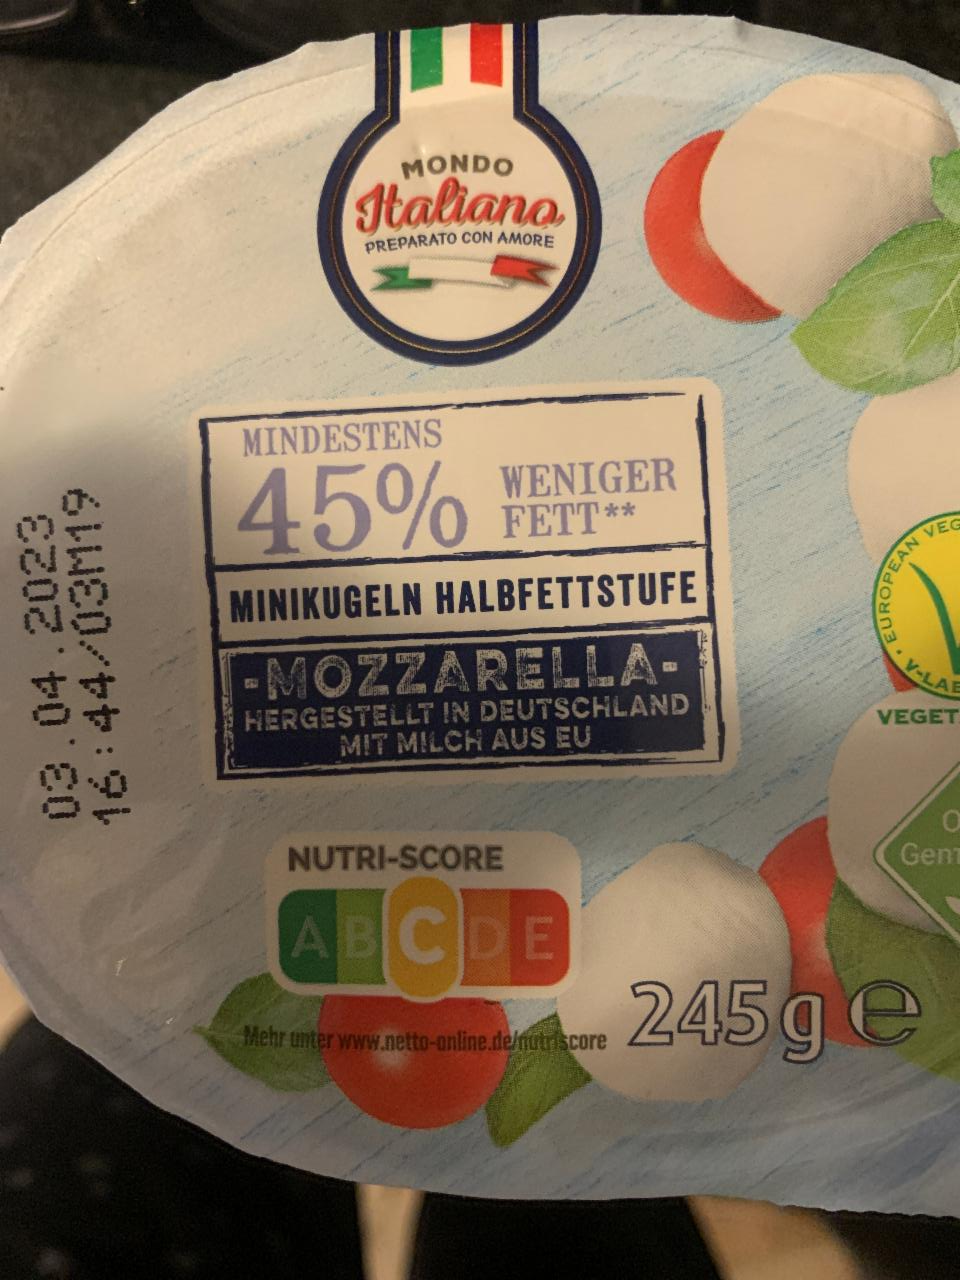 MONDO
Italiano
PREPARATO CON AMORE
MINDESTENS
45% WENIGER
FETT**
MINIKUGELN HALBFETTSTUFE
-MOZZARELLA-
HERGESTELLT IN DEUTSCHLAND
MIT MILCH AUS EU
03.04.2023
16:44/03M19
NUTRI-SCORE
A B C D E
Mehr unter www.netto-online.de/nutriscore
245g e
EUROPEAN